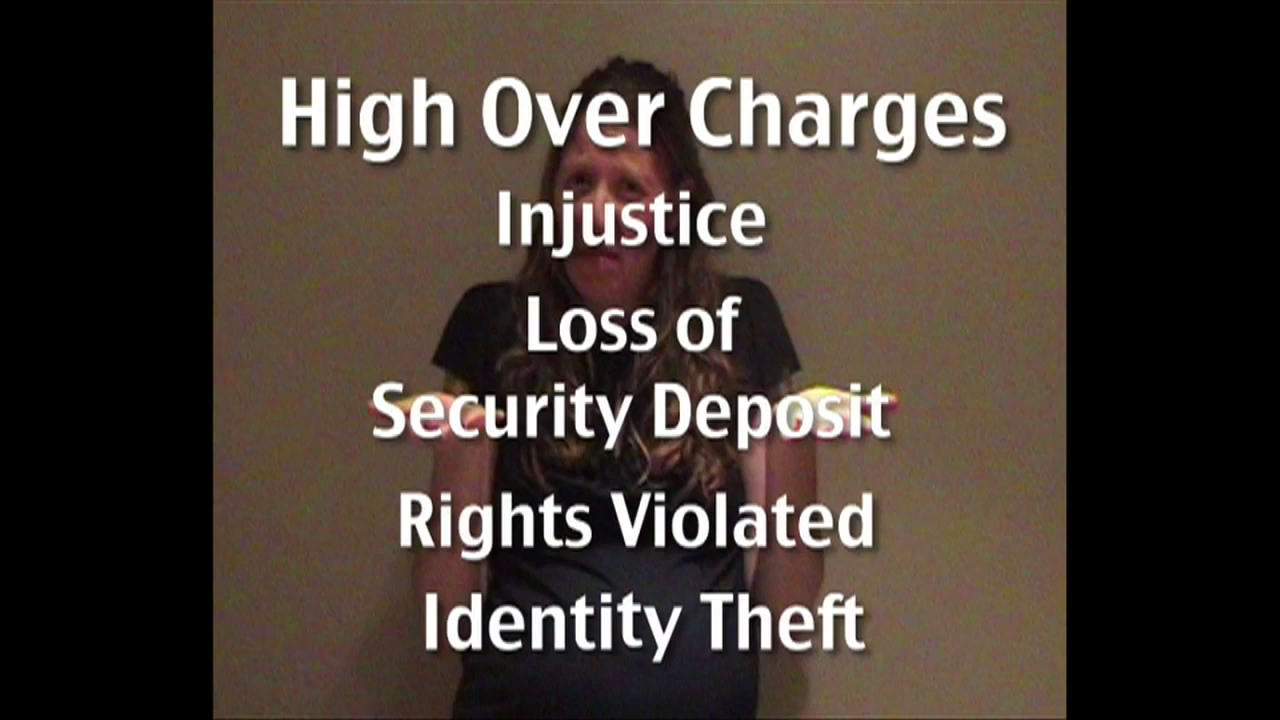 High Over Charges
Injustice
Loss of
Security Deposit
Rights Violated
Identity Theft